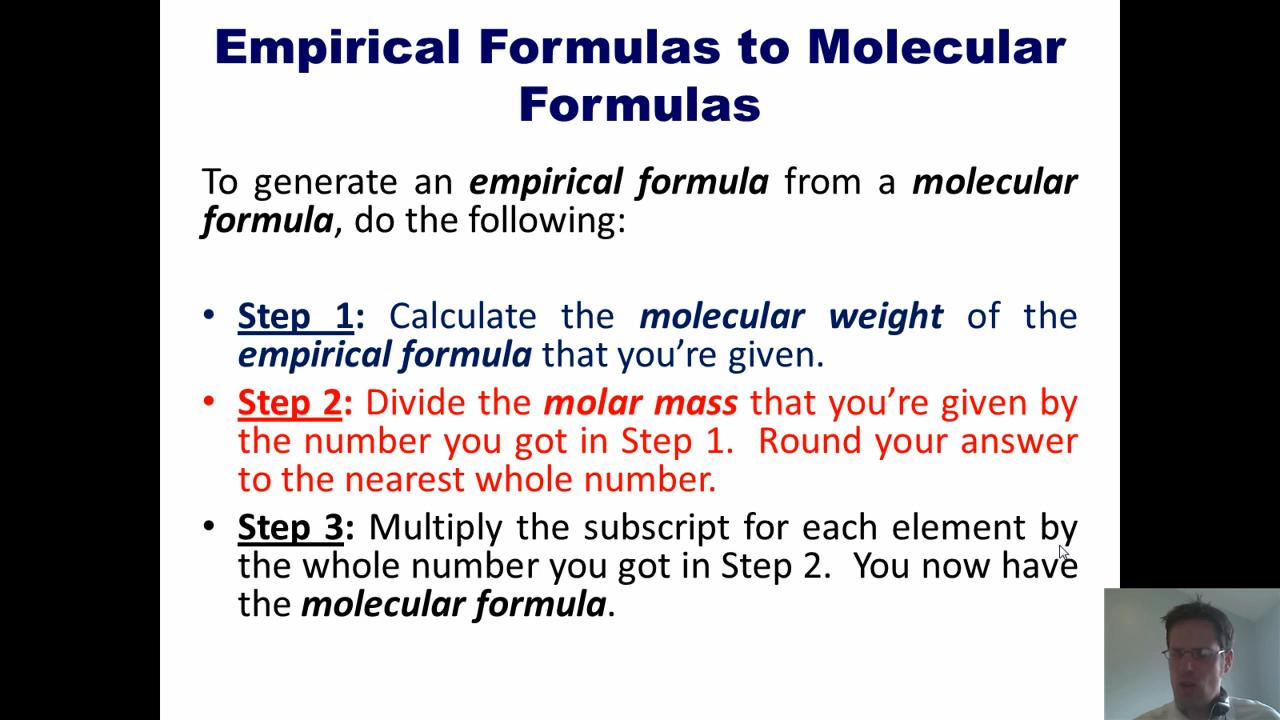 Empirical Formulas to Molecular
Formulas
To generate an empirical formula from a molecular
formula, do the following:
• Step 1: Calculate the molecular weight of the
empirical formula that you’re given.
• Step 2: Divide the molar mass that you’re given by
the number you got in Step 1. Round your answer
to the nearest whole number.
• Step 3: Multiply the subscript for each element by
the whole number you got in Step 2. You now have
the molecular formula.